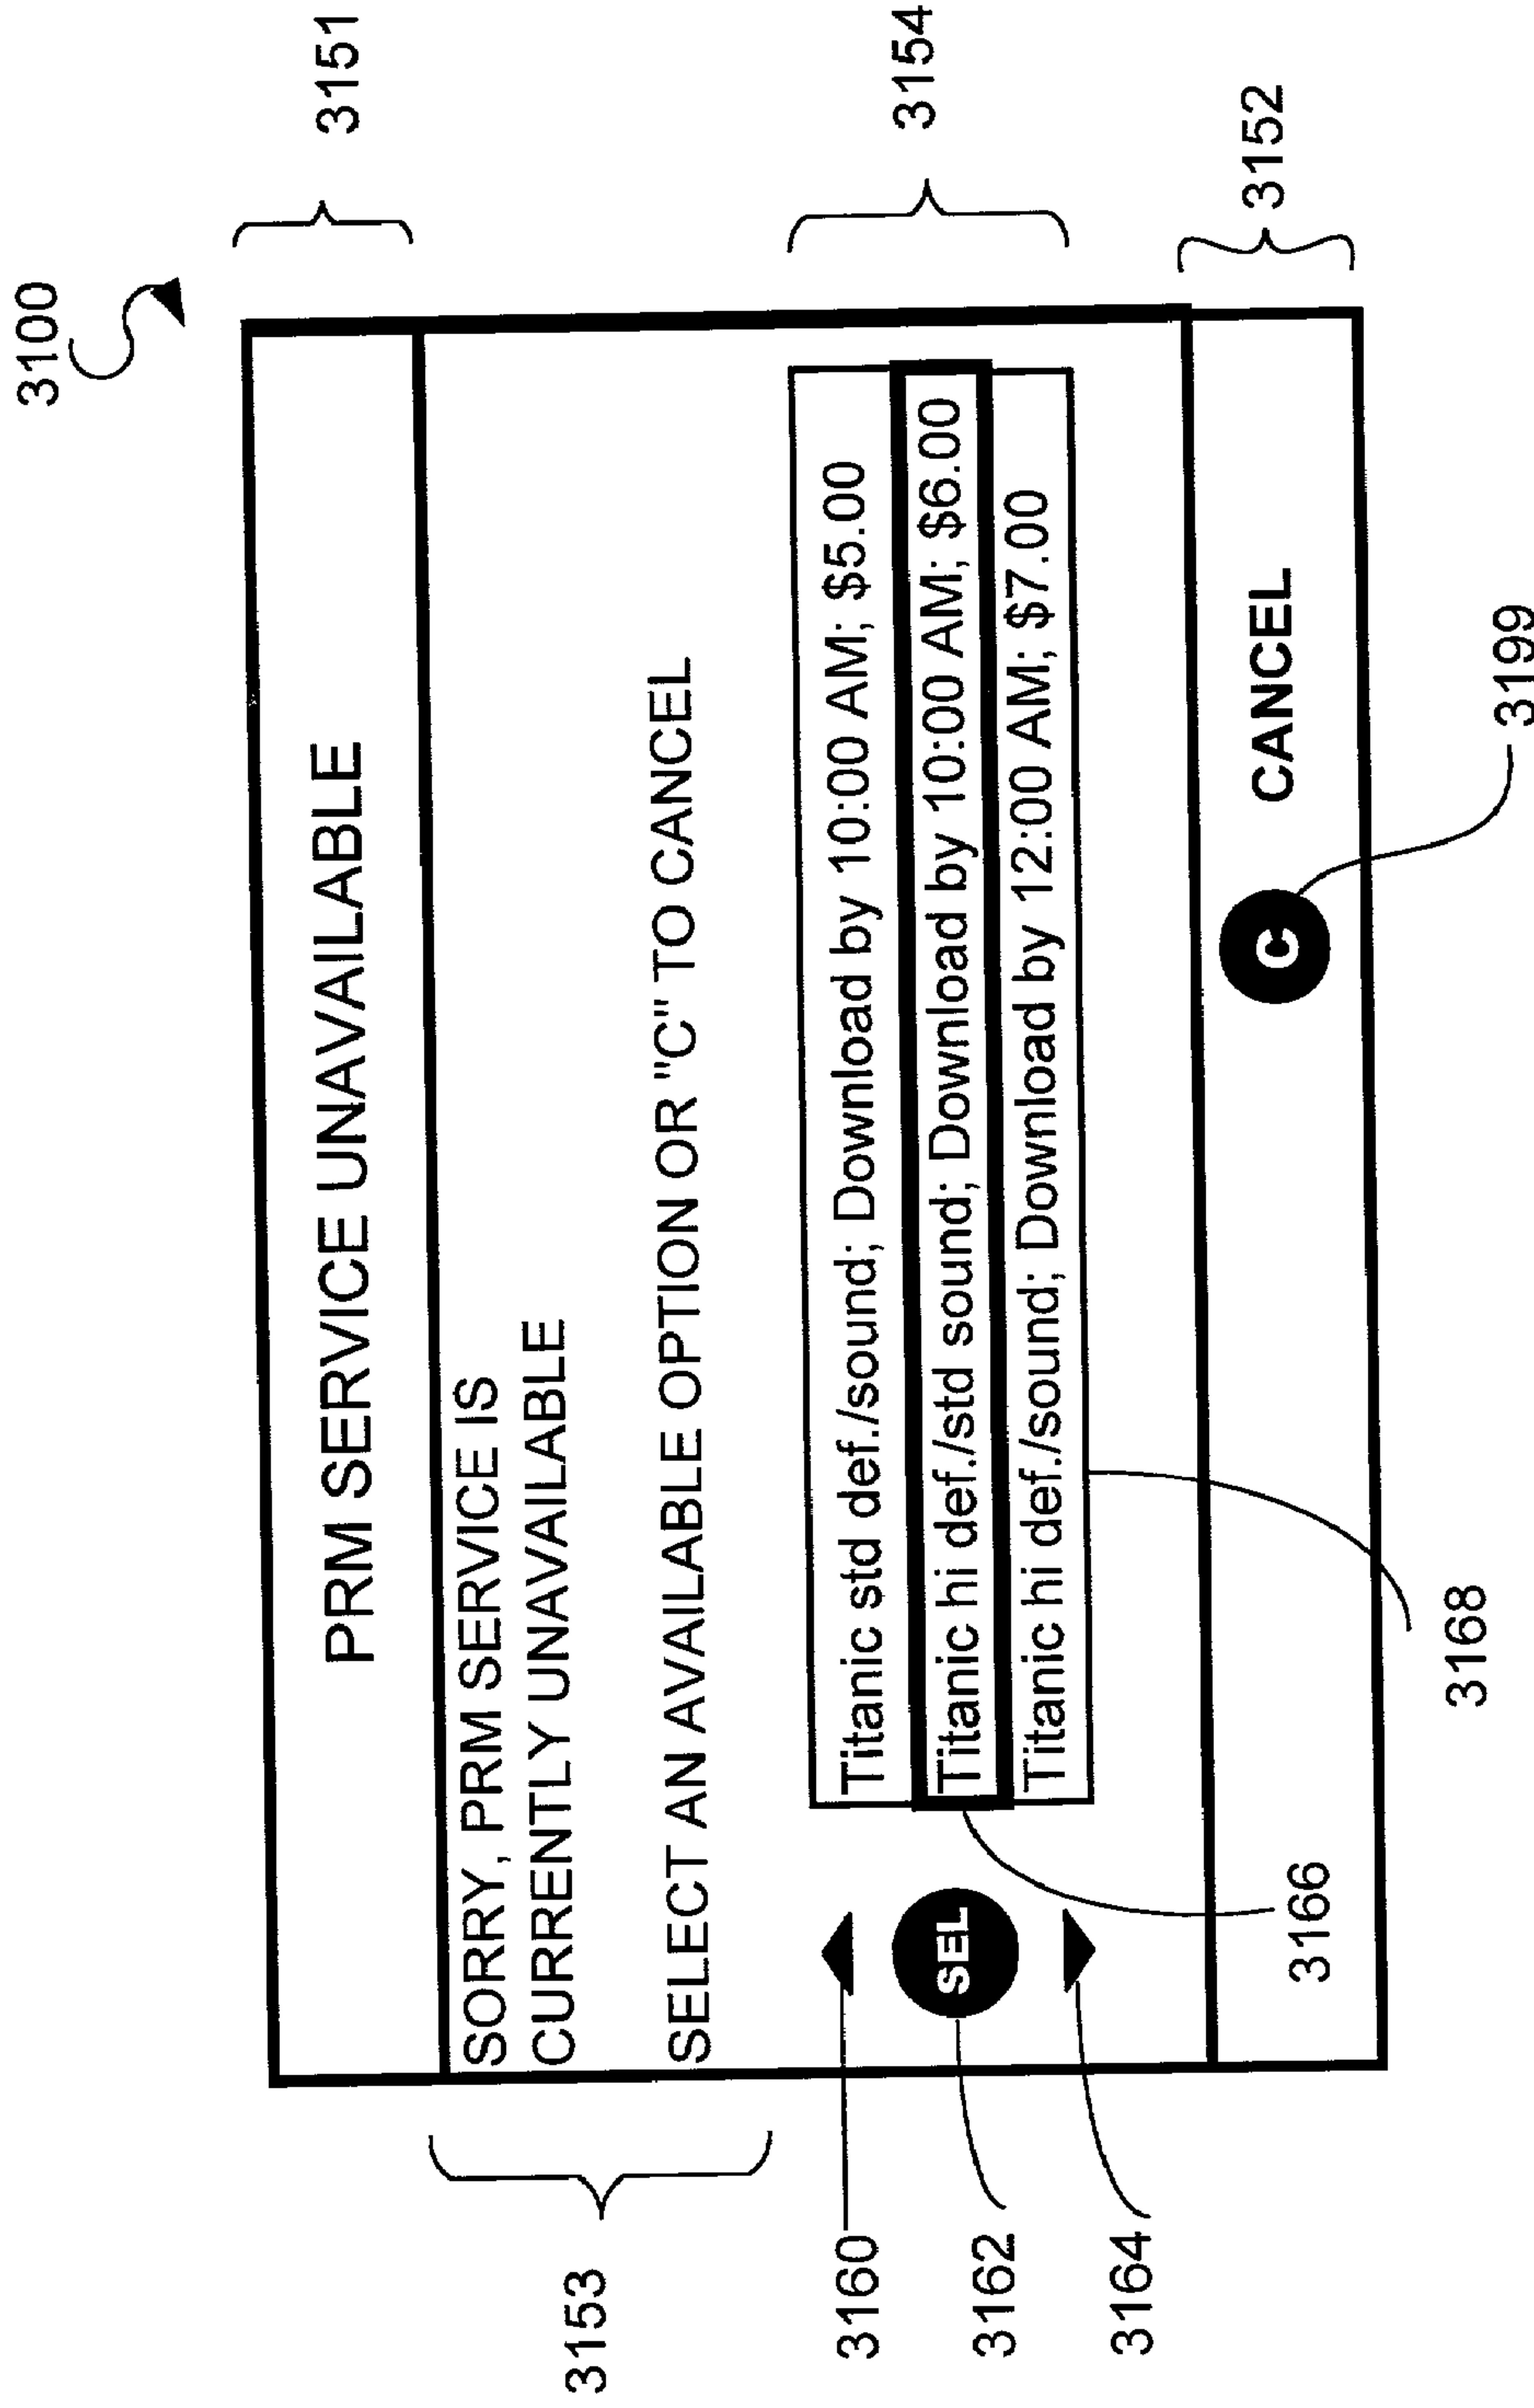 3100
3151
PRM SERVICE UNAVAILABLE
3153
SORRY, PRM SERVICE IS
CURRENTLY UNAVAILABLE
SELECT AN AVAILABLE OPTION OR "C" TO CANCEL
3154
3160
Titanic std def./sound; Download by 10:00 AM; $5.00
3162
SEL
Titanic hi def./std sound; Download by 10:00 AM; $6.00
3164
Titanic hi def./sound; Download by 12:00 AM; $7.00
3152
3166
C CANCEL
3168
3199